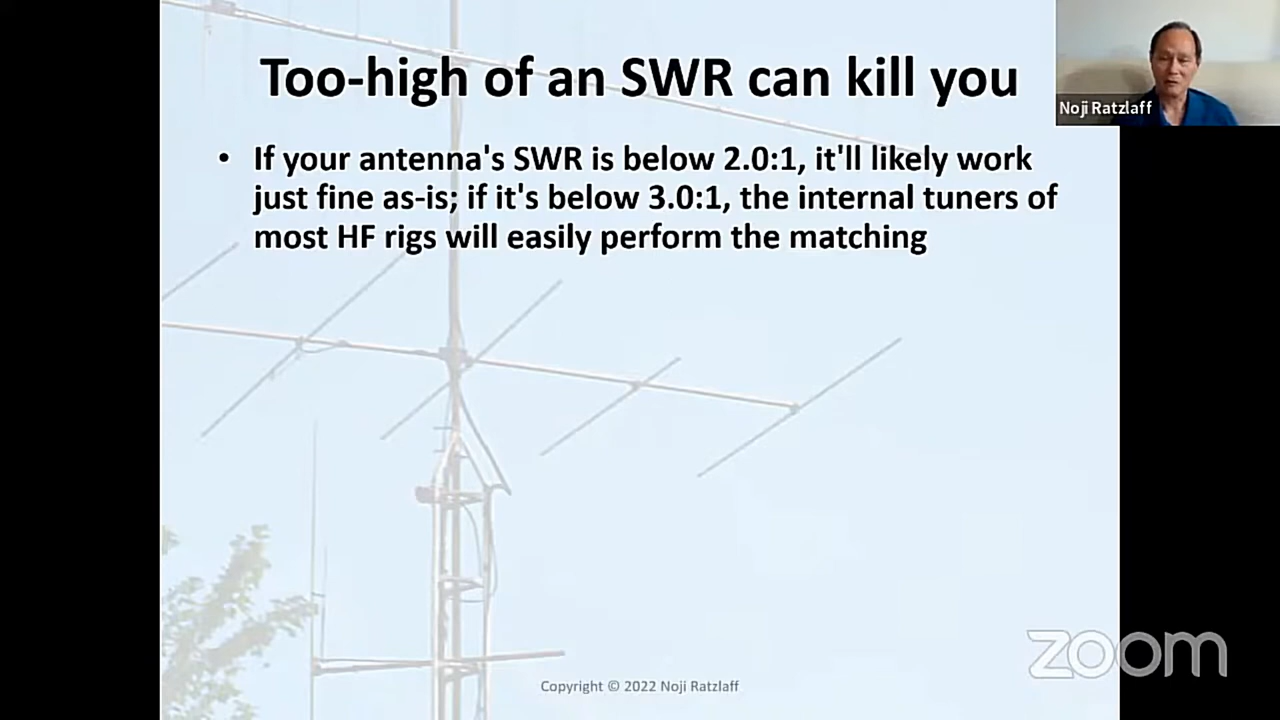 Too-high of an SWR can kill you
Noji Ratzlaff
• If your antenna's SWR is below 2.0:1, it'll likely work
just fine as-is; if it's below 3.0:1, the internal tuners of
most HF rigs will easily perform the matching
zoom
Copyright © 2022 Noji Ratzlaff